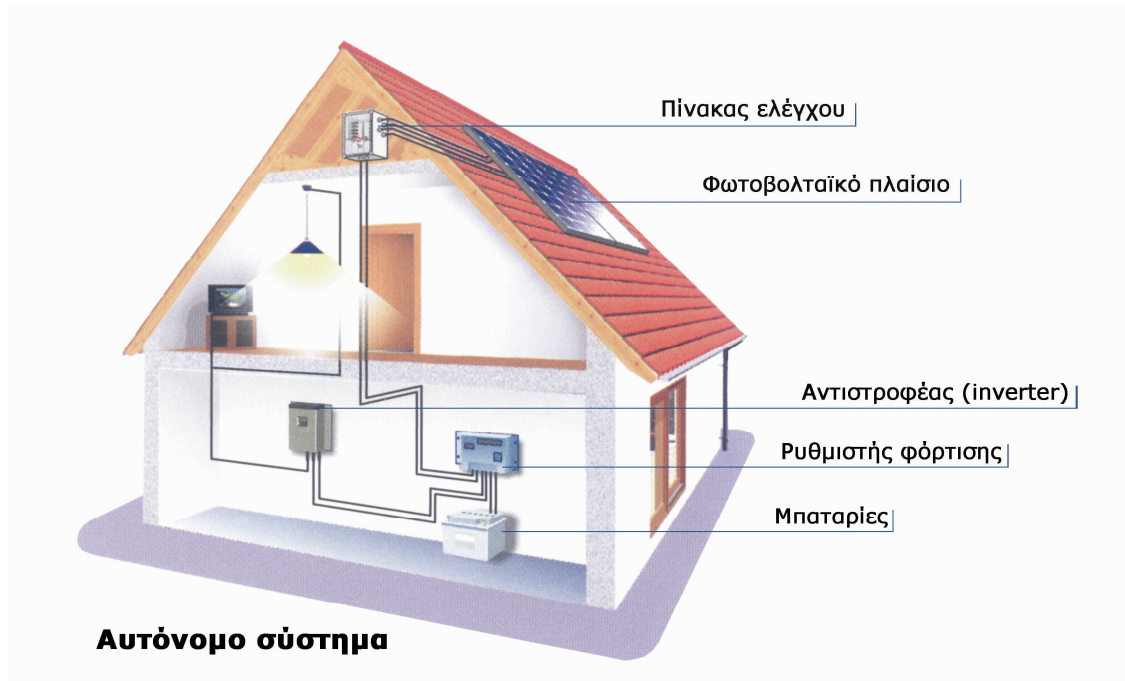 Πίνακας ελέγχου
Φωτοβολταϊκό πλαίσιο
Αντιστροφέας (inverter)
Ρυθμιστής φόρτισης
Μπαταρίες
Αυτόνομο σύστημα